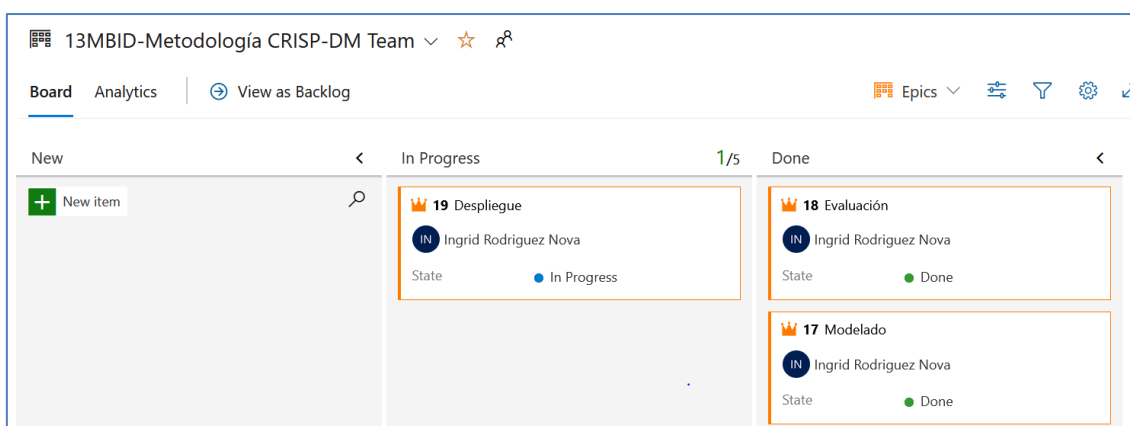 13MBID-Metodología CRISP-DM Team
Board Analytics View as Backlog Epics
New In Progress 1/5 Done
New item
19 Despliegue
IN Ingrid Rodriguez Nova
State In Progress
18 Evaluación
IN Ingrid Rodriguez Nova
State Done
17 Modelado
IN Ingrid Rodriguez Nova
State Done